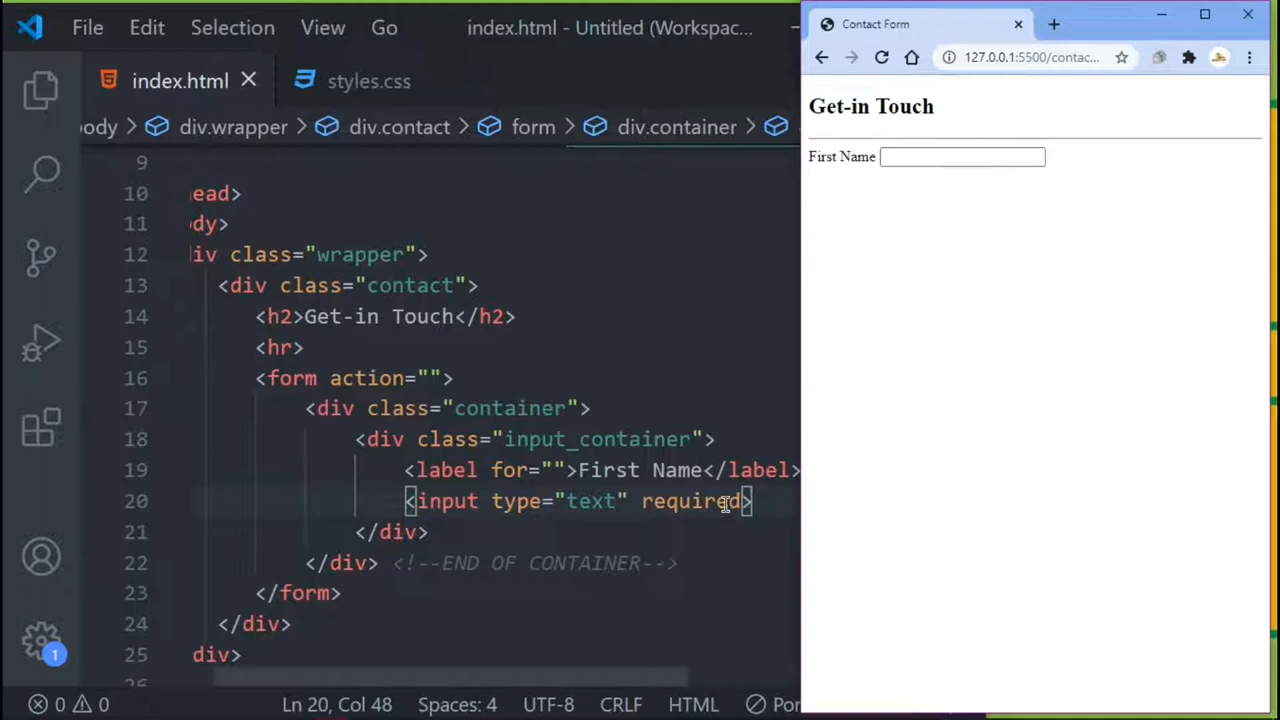 File Edit Selection View Go index.html - Untitled (Workspac...
index.html styles.css
body > div.wrapper > div.contact > form > div.container >
9
10 ead>
11 dy>
12 iv class="wrapper">
13 <div class="contact">
14 <h2>Get-in Touch</h2>
15 <hr>
16 <form action="">
17 <div class="container">
18 <div class="input_container">
19 <label for="">First Name</label>
20 <input type="text" required>
21 </div>
22 </div> <!--END OF CONTAINER-->
23 </form>
24 </div>
25 div>
26
1
0 0 Ln 20, Col 48 Spaces: 4 UTF-8 CRLF HTML Por
Contact Form
127.0.0.1:5500/contac...
Get-in Touch
First Name